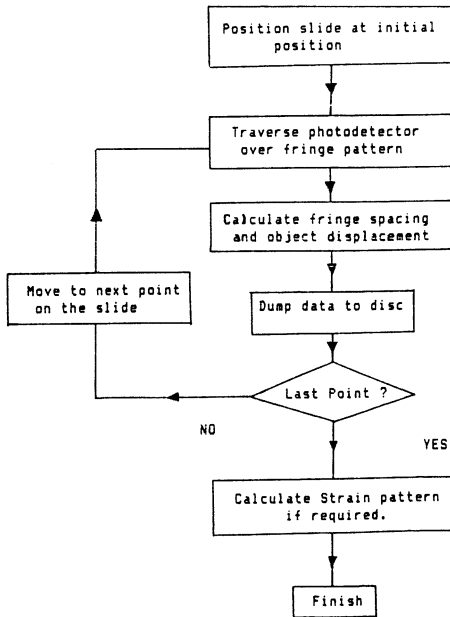 Position slide at initial
position
Traverse photodetector
over fringe pattern
Calculate fringe spacing
and object displacement
Move to next point
on the slide
Dump data to disc
Last Point ?
NO
YES
Calculate Strain pattern
if required.
Finish